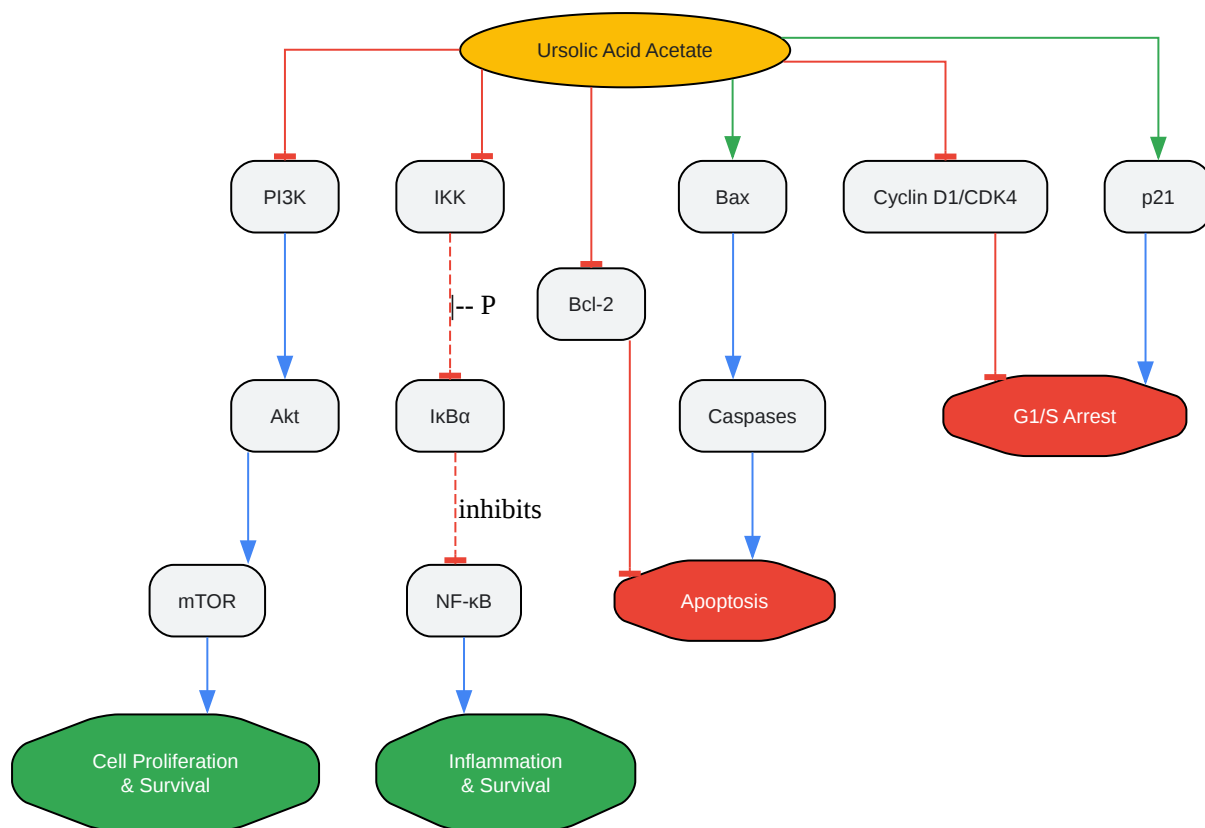 Ursolic Acid Acetate
PI3K
IKK
Bax
Cyclin D1/CDK4
p21
|-- P
Bcl-2
Akt
IκBα
Caspases
G1/S Arrest
inhibits
mTOR
NF-κB
Apoptosis
Cell Proliferation
& Survival
Inflammation
& Survival